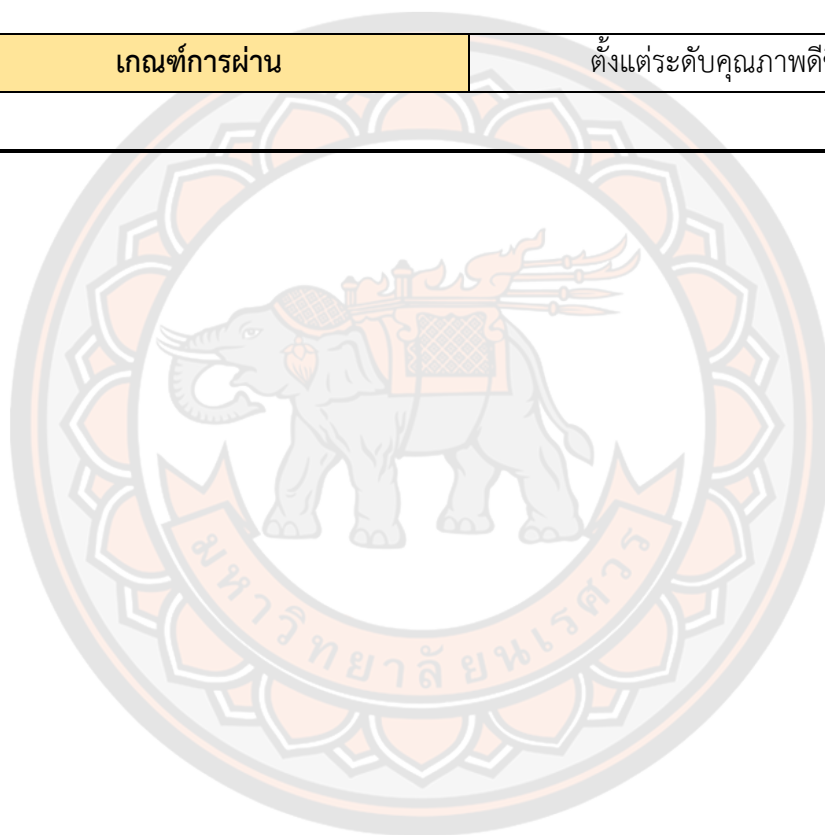 เกณฑ์การผ่าน ตั้งแต่ระดับคุณภาพดี
มหาวิทยาลัยนเรศวร